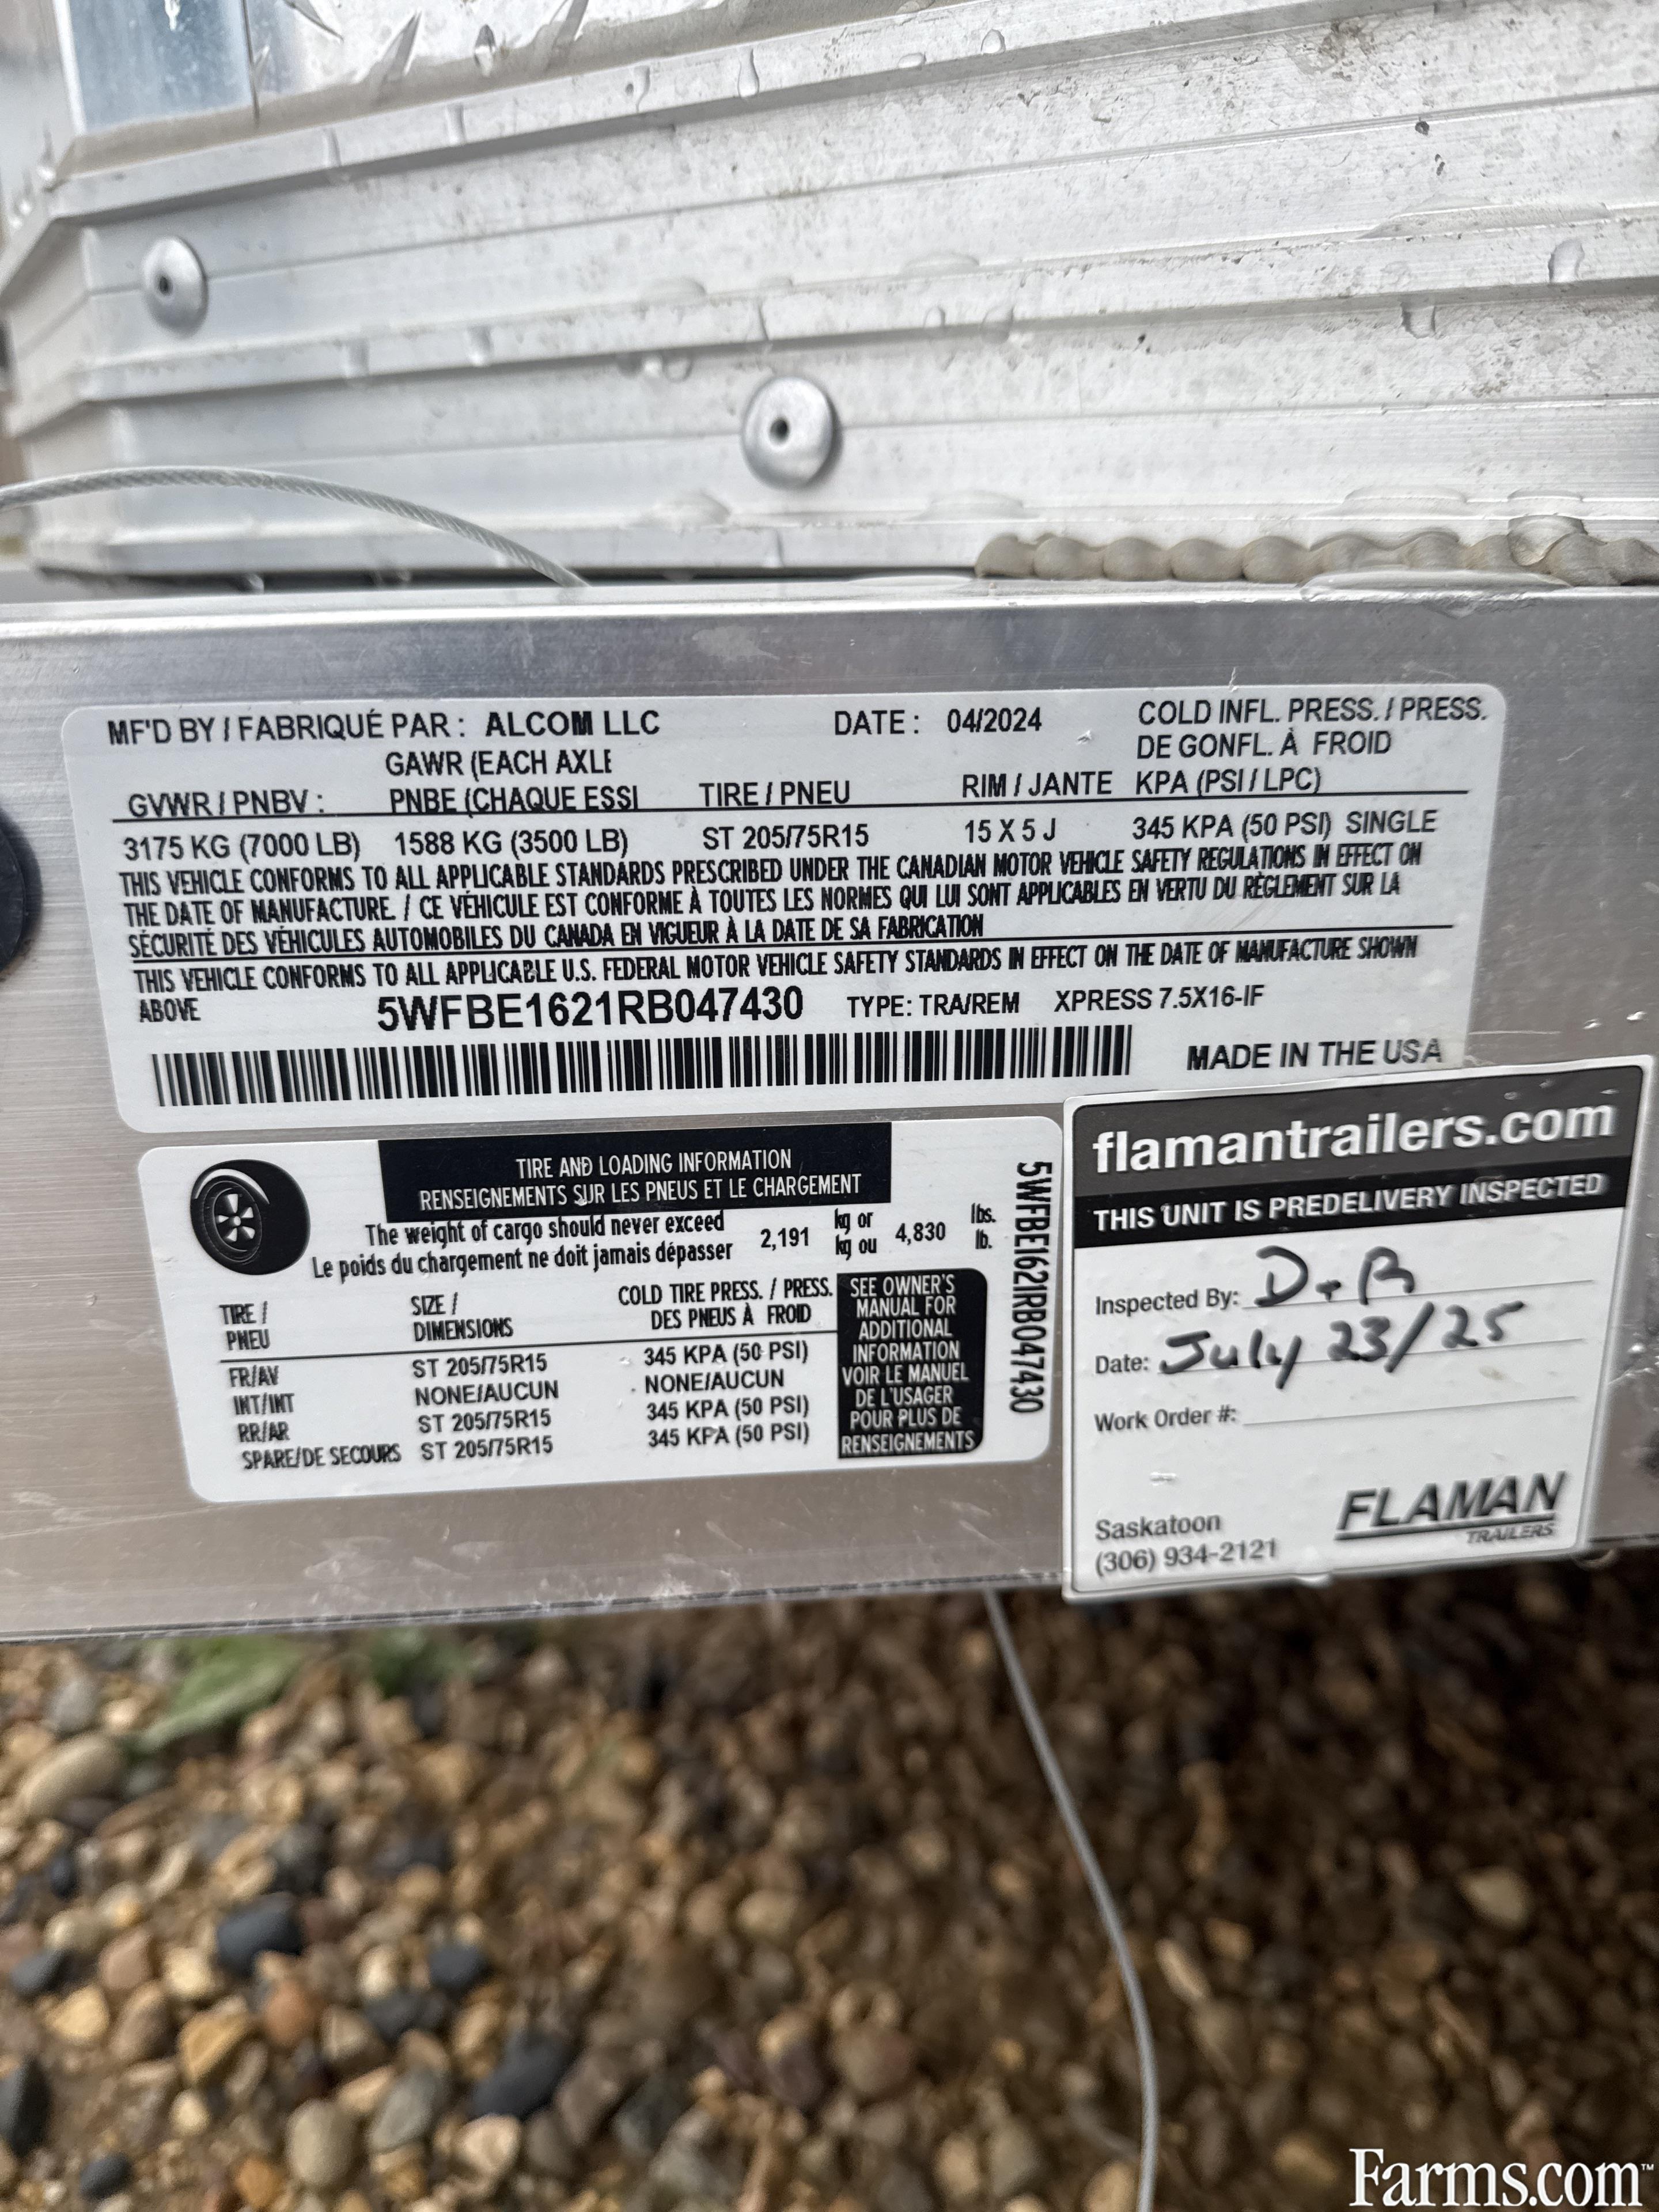 MF'D BY / FABRIQUÉ PAR : ALCOM LLC DATE : 04/2024 COLD INFL. PRESS. / PRESS.
DE GONFL. À FROID
GAWR (EACH AXLE
GVWR / PNBV : PNBE (CHAQUE ESSI TIRE / PNEU RIM / JANTE KPA (PSI / LPC)
3175 KG (7000 LB) 1588 KG (3500 LB) ST 205/75R15 15 X 5 J 345 KPA (50 PSI) SINGLE
THIS VEHICLE CONFORMS TO ALL APPLICABLE STANDARDS PRESCRIBED UNDER THE CANADIAN MOTOR VEHICLE SAFETY REGULATIONS IN EFFECT ON
THE DATE OF MANUFACTURE. / CE VÉHICULE EST CONFORME À TOUTES LES NORMES QUI LUI SONT APPLICABLES EN VERTU DU RÈGLEMENT SUR LA
SÉCURITÉ DES VÉHICULES AUTOMOBILES DU CANADA EN VIGUEUR À LA DATE DE SA FABRICATION
THIS VEHICLE CONFORMS TO ALL APPLICABLE U.S. FEDERAL MOTOR VEHICLE SAFETY STANDARDS IN EFFECT ON THE DATE OF MANUFACTURE SHOWN
ABOVE 5WFBE1621RB047430 TYPE: TRA/REM XPRESS 7.5X16-IF
MADE IN THE USA
TIRE AND LOADING INFORMATION
RENSEIGNEMENTS SUR LES PNEUS ET LE CHARGEMENT
The weight of cargo should never exceed 2,191 kg or 4,830 lbs.
Le poids du chargement ne doit jamais dépasser kg ou lb.
TIRE / SIZE / COLD TIRE PRESS. / PRESS.
PNEU DIMENSIONS DES PNEUS À FROID
FR/AV ST 205/75R15 345 KPA (50 PSI)
INT/INT NONE/AUCUN NONE/AUCUN
RR/AR ST 205/75R15 345 KPA (50 PSI)
SPARE/DE SECOURS ST 205/75R15 345 KPA (50 PSI)
SEE OWNER'S
MANUAL FOR
ADDITIONAL
INFORMATION
VOIR LE MANUEL
DE L'USAGER
POUR PLUS DE
RENSEIGNEMENTS
5WFBE1621RB047430
flamantrailers.com
THIS UNIT IS PREDELIVERY INSPECTED
Inspected By: D+R
Date: July 23/25
Work Order #:
Saskatoon
(306) 934-2121
FLAMAN
TRAILERS
Farms.com™